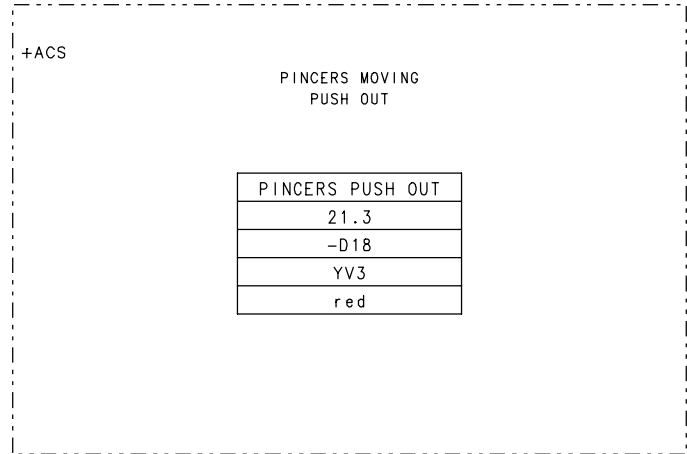 +ACS
PINCERS MOVING
PUSH OUT
PINCERS PUSH OUT
21.3
-D18
YV3
red